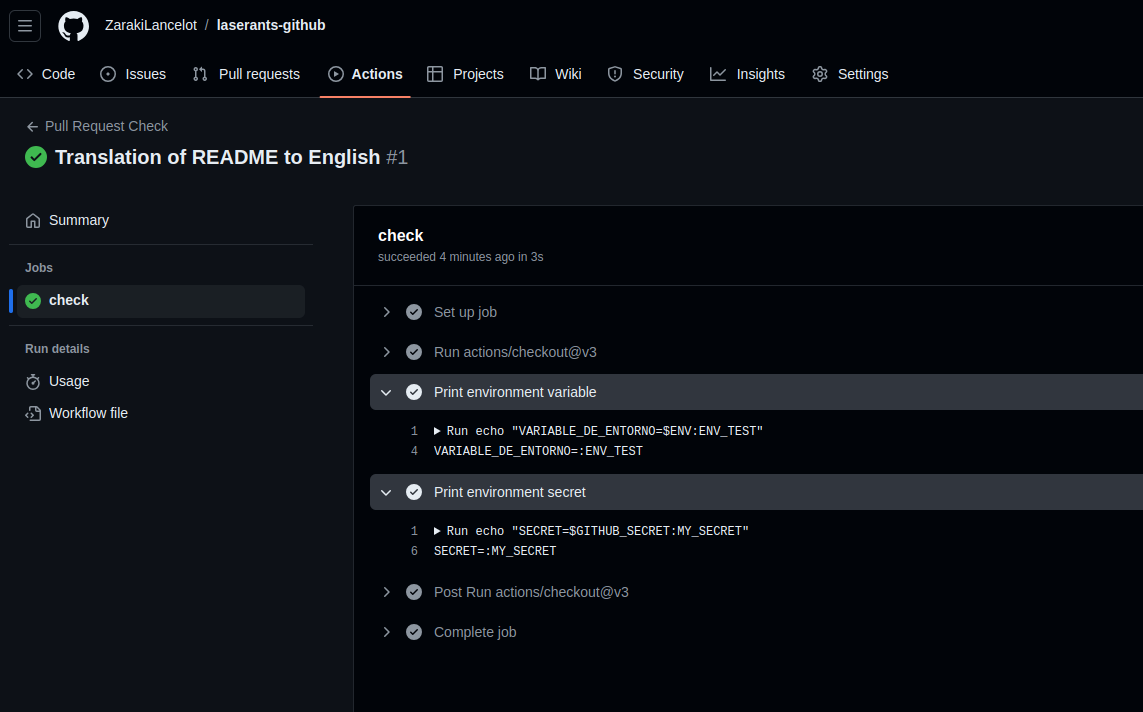 ZarakiLancelot / laserants-github
Code Issues Pull requests Actions Projects Wiki Security Insights Settings
Pull Request Check
Translation of README to English #1
Summary
Jobs
check
Run details
Usage
Workflow file
check
succeeded 4 minutes ago in 3s
Set up job
Run actions/checkout@v3
Print environment variable
1 Run echo "VARIABLE_DE_ENTORNO=$ENV:ENV_TEST"
4 VARIABLE_DE_ENTORNO=:ENV_TEST
Print environment secret
1 Run echo "SECRET=$GITHUB_SECRET:MY_SECRET"
6 SECRET=:MY_SECRET
Post Run actions/checkout@v3
Complete job